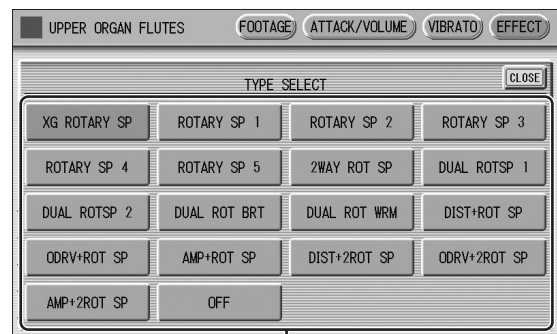 UPPER ORGAN FLUTES FOOTAGE ATTACK/VOLUME VIBRATO EFFECT
TYPE SELECT CLOSE
XG ROTARY SP ROTARY SP 1 ROTARY SP 2 ROTARY SP 3
ROTARY SP 4 ROTARY SP 5 2WAY ROT SP DUAL ROTSP 1
DUAL ROTSP 2 DUAL ROT BRT DUAL ROT WRM DIST+ROT SP
ODRV+ROT SP AMP+ROT SP DIST+2ROT SP ODRV+2ROT SP
AMP+2ROT SP OFF